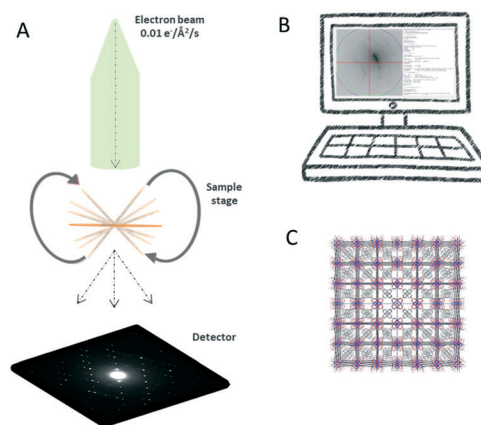 A
Electron beam
0.01 e⁻/Å²/s
Sample
stage
Detector
B
C